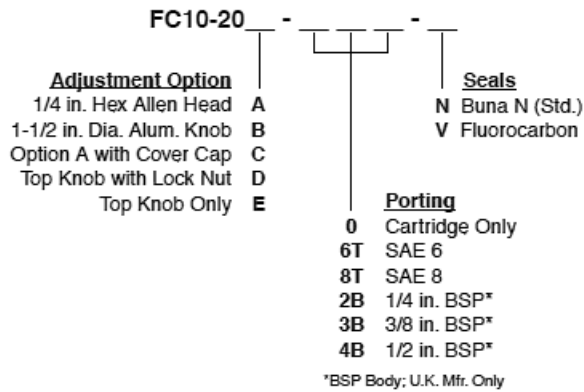 FC10-20__ - __ __ __ - __
Adjustment Option
1/4 in. Hex Allen Head A
1-1/2 in. Dia. Alum. Knob B
Option A with Cover Cap C
Top Knob with Lock Nut D
Top Knob Only E
Seals
N Buna N (Std.)
V Fluorocarbon
Porting
0 Cartridge Only
6T SAE 6
8T SAE 8
2B 1/4 in. BSP*
3B 3/8 in. BSP*
4B 1/2 in. BSP*
*BSP Body; U.K. Mfr. Only